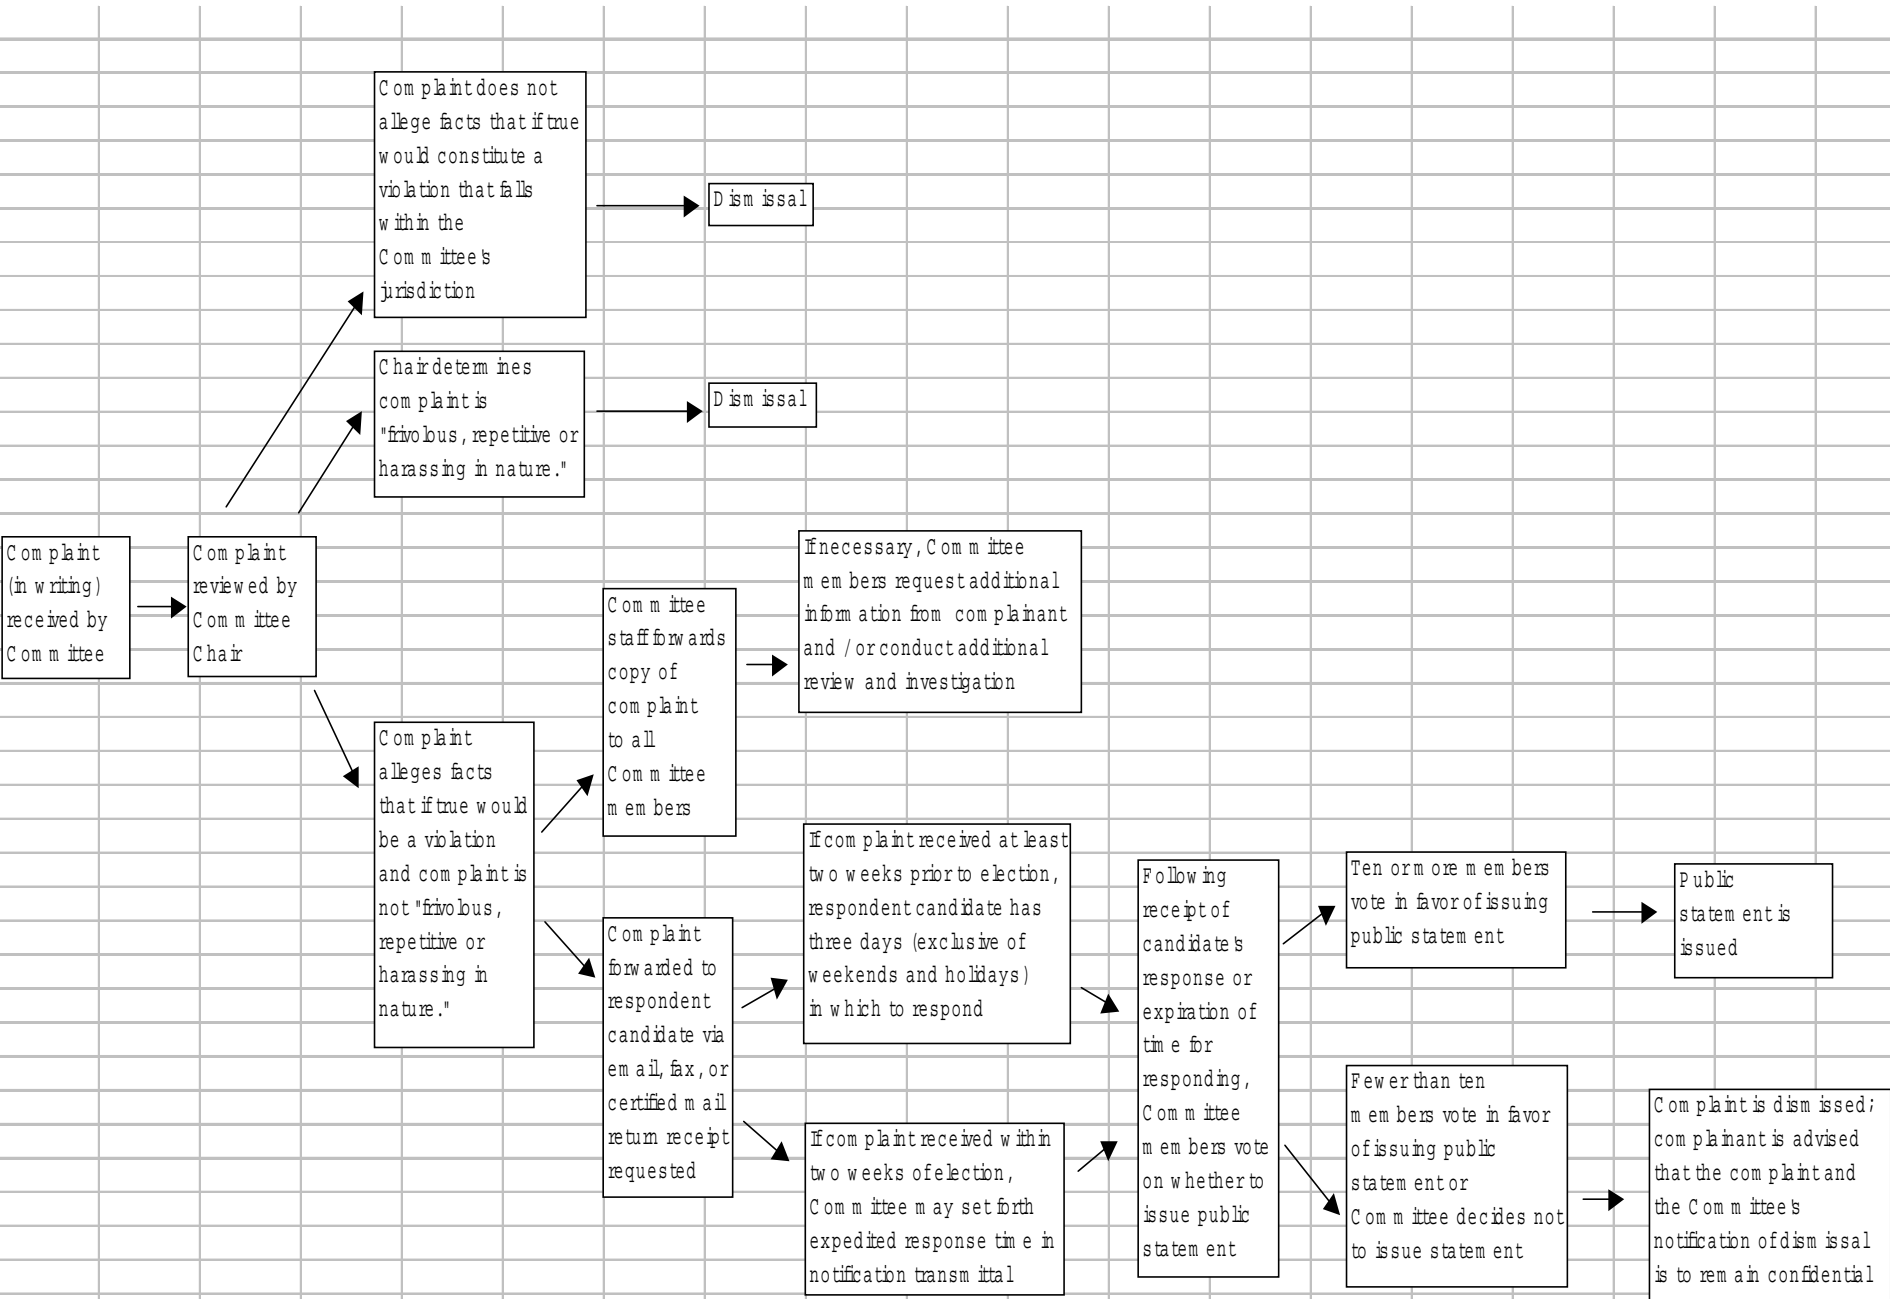 Complaint does not
allege facts that if true
would constitute a
violation that falls
within the
Committee's
jurisdiction
Dismissal
Chair determines
complaint is
"frivolous, repetitive or
harassing in nature."
Dismissal
Complaint
(in writing)
received by
Committee
Complaint
reviewed by
Committee
Chair
Committee
staff forwards
copy of
complaint
to all
Committee
members
If necessary, Committee
members request additional
information from complainant
and /or conduct additional
review and investigation
Complaint
alleges facts
that if true would
be a violation
and complaint is
not "frivolous,
repetitive or
harassing in
nature."
Complaint
forwarded to
respondent
candidate via
email, fax, or
certified mail
return receipt
requested
If complaint received at least
two weeks prior to election,
respondent candidate has
three days (exclusive of
weekends and holidays)
in which to respond
If complaint received within
two weeks of election,
Committee may set forth
expedited response time in
notification transmittal
Following
receipt of
candidate's
response or
expiration of
time for
responding,
Committee
members vote
on whether to
issue public
statement
Ten or more members
vote in favor of issuing
public statement
Public
statement is
issued
Fewer than ten
members vote in favor
of issuing public
statement or
Committee decides not
to issue statement
Complaint is dismissed;
complainant is advised
that the complaint and
the Committee's
notification of dismissal
is to remain confidential